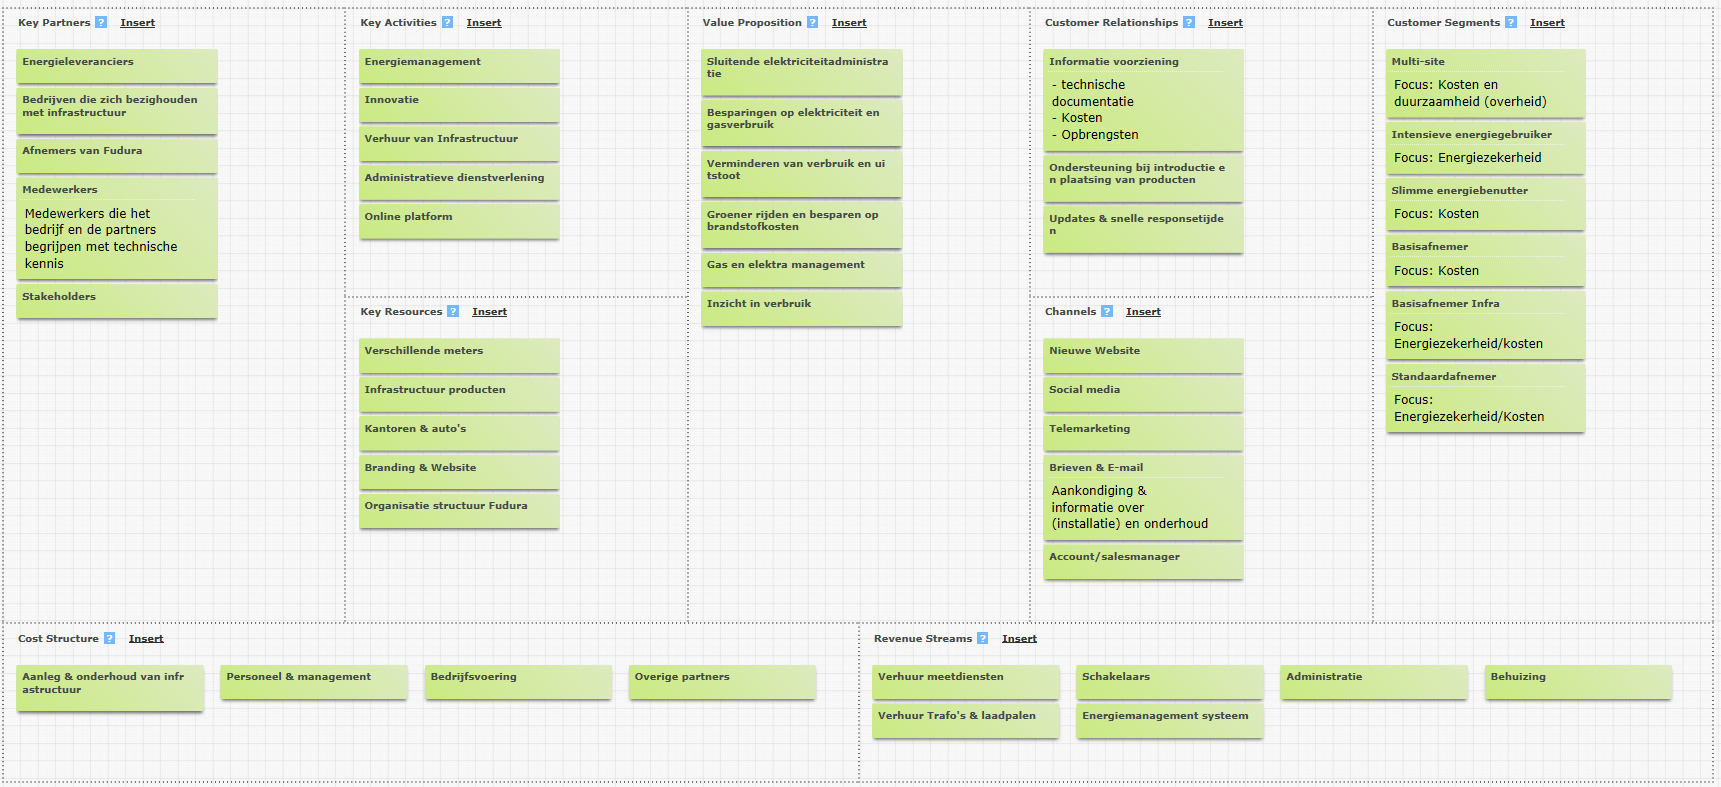 Key Partners ? Insert
Energieleveranciers
Bedrijven die zich bezighouden
met infrastructuur
Afnemers van Fudura
Medewerkers
Medewerkers die het
bedrijf en de partners
begrijpen met technische
kennis
Stakeholders
Key Activities ? Insert
Energiemanagement
Innovatie
Verhuur van Infrastructuur
Administratieve dienstverlening
Online platform
Key Resources ? Insert
Verschillende meters
Infrastructuur producten
Kantoren & auto's
Branding & Website
Organisatie structuur Fudura
Value Proposition ? Insert
Sluitende elektriciteitadministra
tie
Besparingen op elektriciteit en
gasverbruik
Verminderen van verbruik en ui
tstoot
Groener rijden en besparen op
brandstofkosten
Gas en elektra management
Inzicht in verbruik
Customer Relationships ? Insert
Informatie voorziening
- technische
documentatie
- Kosten
- Opbrengsten
Ondersteuning bij introductie e
n plaatsing van producten
Updates & snelle responsetijde
n
Channels ? Insert
Nieuwe Website
Social media
Telemarketing
Brieven & E-mail
Aankondiging &
informatie over
(installatie) en onderhoud
Account/salesmanager
Customer Segments ? Insert
Multi-site
Focus: Kosten en
duurzaamheid (overheid)
Intensieve energiegebruiker
Focus: Energiezekerheid
Slimme energiebenutter
Focus: Kosten
Basisafnemer
Focus: Kosten
Basisafnemer Infra
Focus:
Energiezekerheid/kosten
Standaardafnemer
Focus:
Energiezekerheid/Kosten
Cost Structure ? Insert
Aanleg & onderhoud van infr
astructuur
Personeel & management
Bedrijfsvoering
Overige partners
Revenue Streams ? Insert
Verhuur meetdiensten
Schakelaars
Administratie
Behuizing
Verhuur Trafo's & laadpalen
Energiemanagement systeem